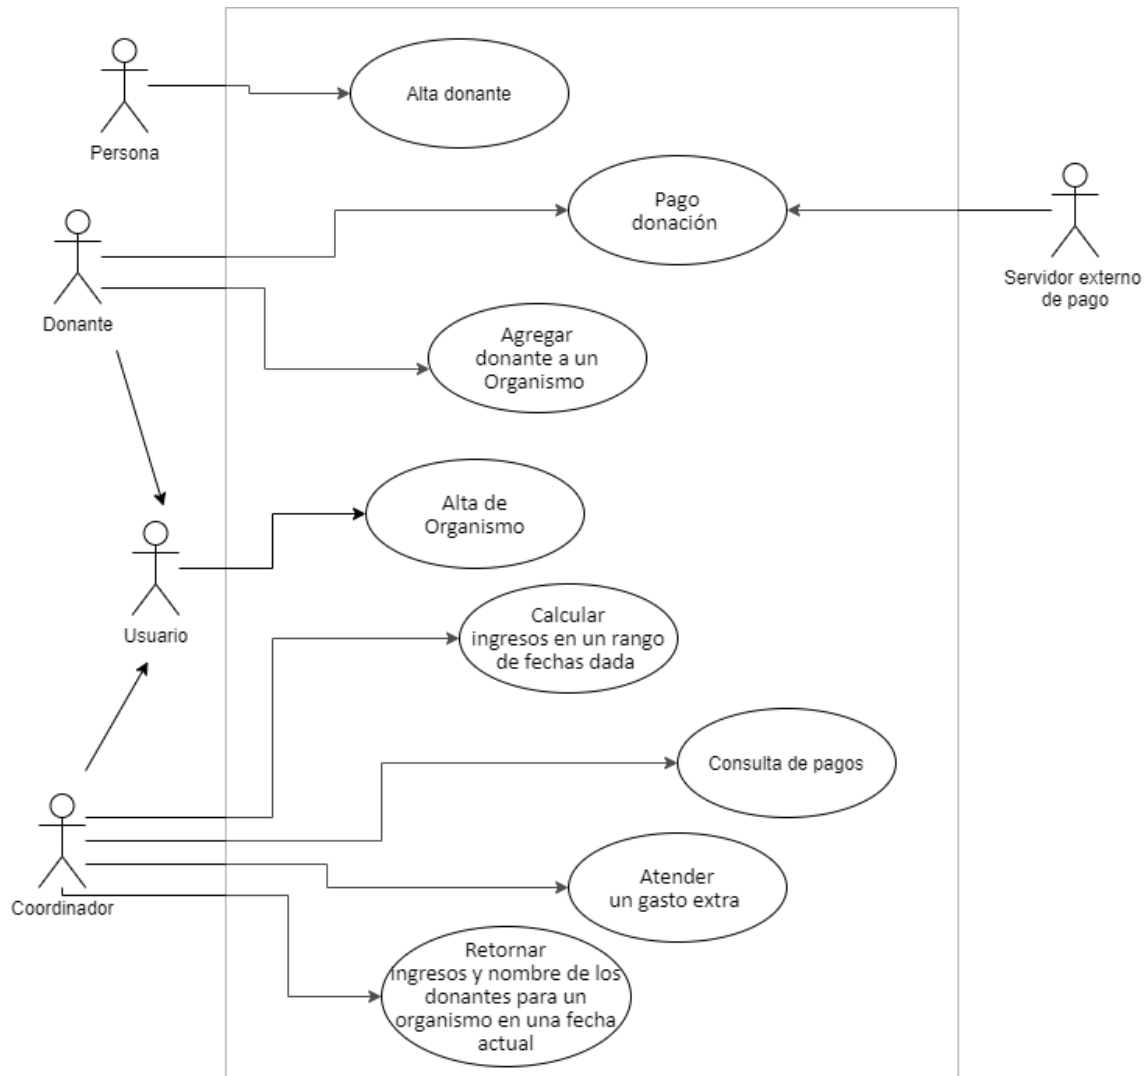 Alta donante
Persona
Pago
donación
Servidor externo
de pago
Donante
Agregar
donante a un
Organismo
Alta de
Organismo
Usuario
Calcular
ingresos en un rango
de fechas dada
Consulta de pagos
Coordinador
Atender
un gasto extra
Retornar
ingresos y nombre de los
donantes para un
organismo en una fecha
actual